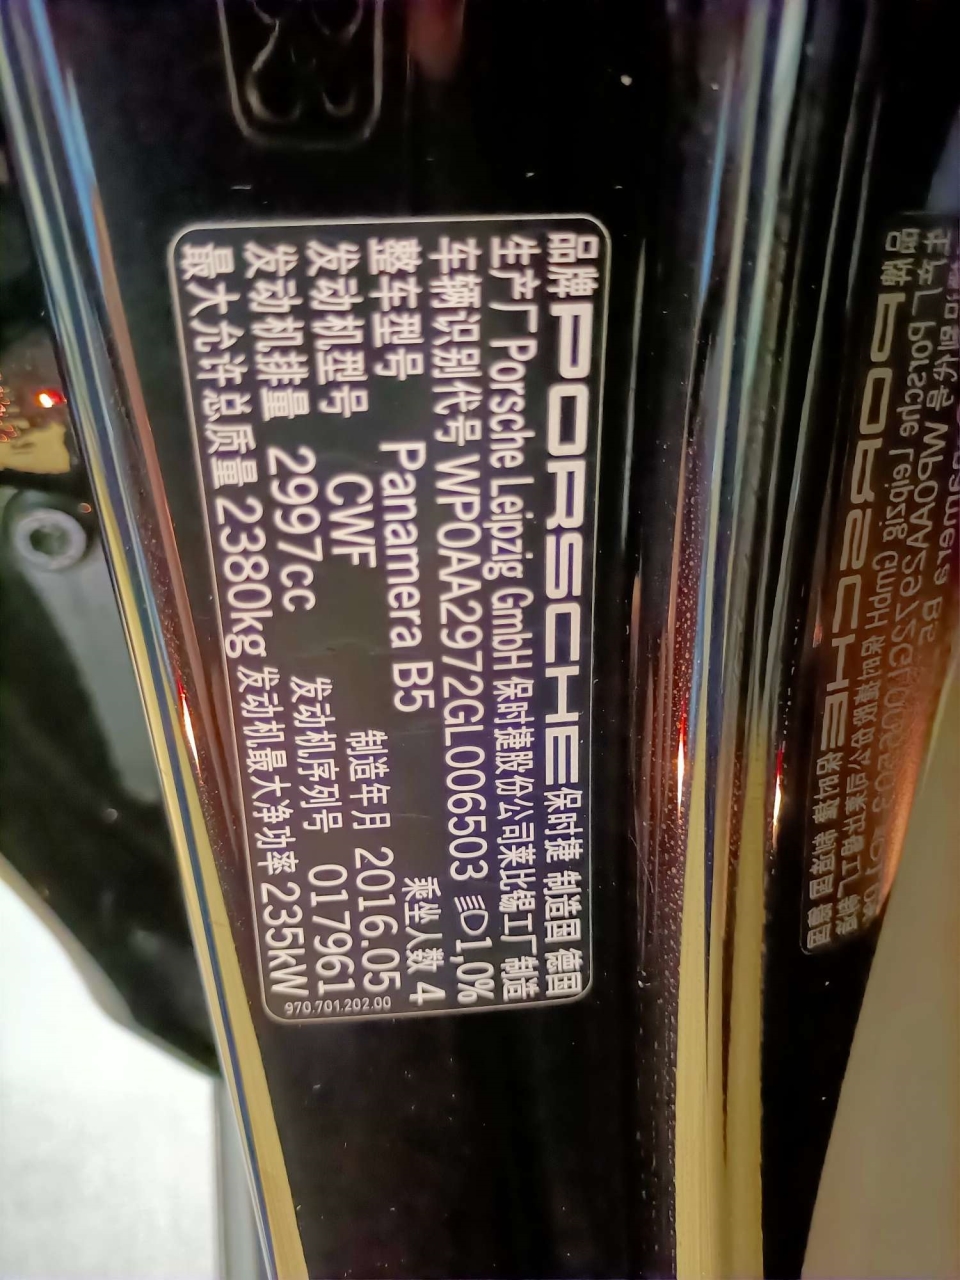 品牌 PORSCHE 保时捷 制造国 德国
生产厂 Porsche Leipzig GmbH 保时捷股份公司莱比锡工厂制造
车辆识别代号 WP0AA2972GL006503 1,0%
整车型号 Panamera B5 乘坐人数 4
发动机型号 CWF 制造年月 2016.05
发动机排量 2997cc 发动机序列号 017961
最大允许总质量 2380kg 发动机最大净功率 235kW
970.701.202.00